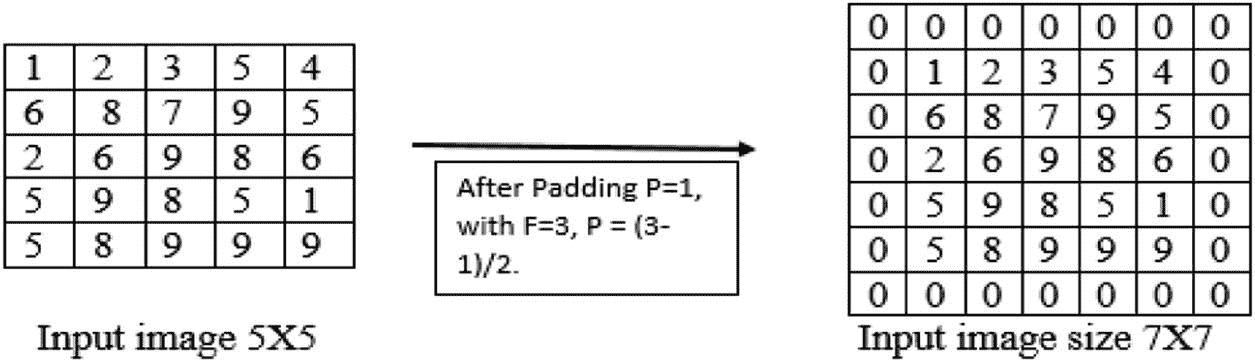 1 2 3 5 4
6 8 7 9 5
2 6 9 8 6
5 9 8 5 1
5 8 9 9 9
Input image 5X5
After Padding P=1,
with F=3, P = (3-
1)/2.
0 0 0 0 0 0 0
0 1 2 3 5 4 0
0 6 8 7 9 5 0
0 2 6 9 8 6 0
0 5 9 8 5 1 0
0 5 8 9 9 9 0
0 0 0 0 0 0 0
Input image size 7X7